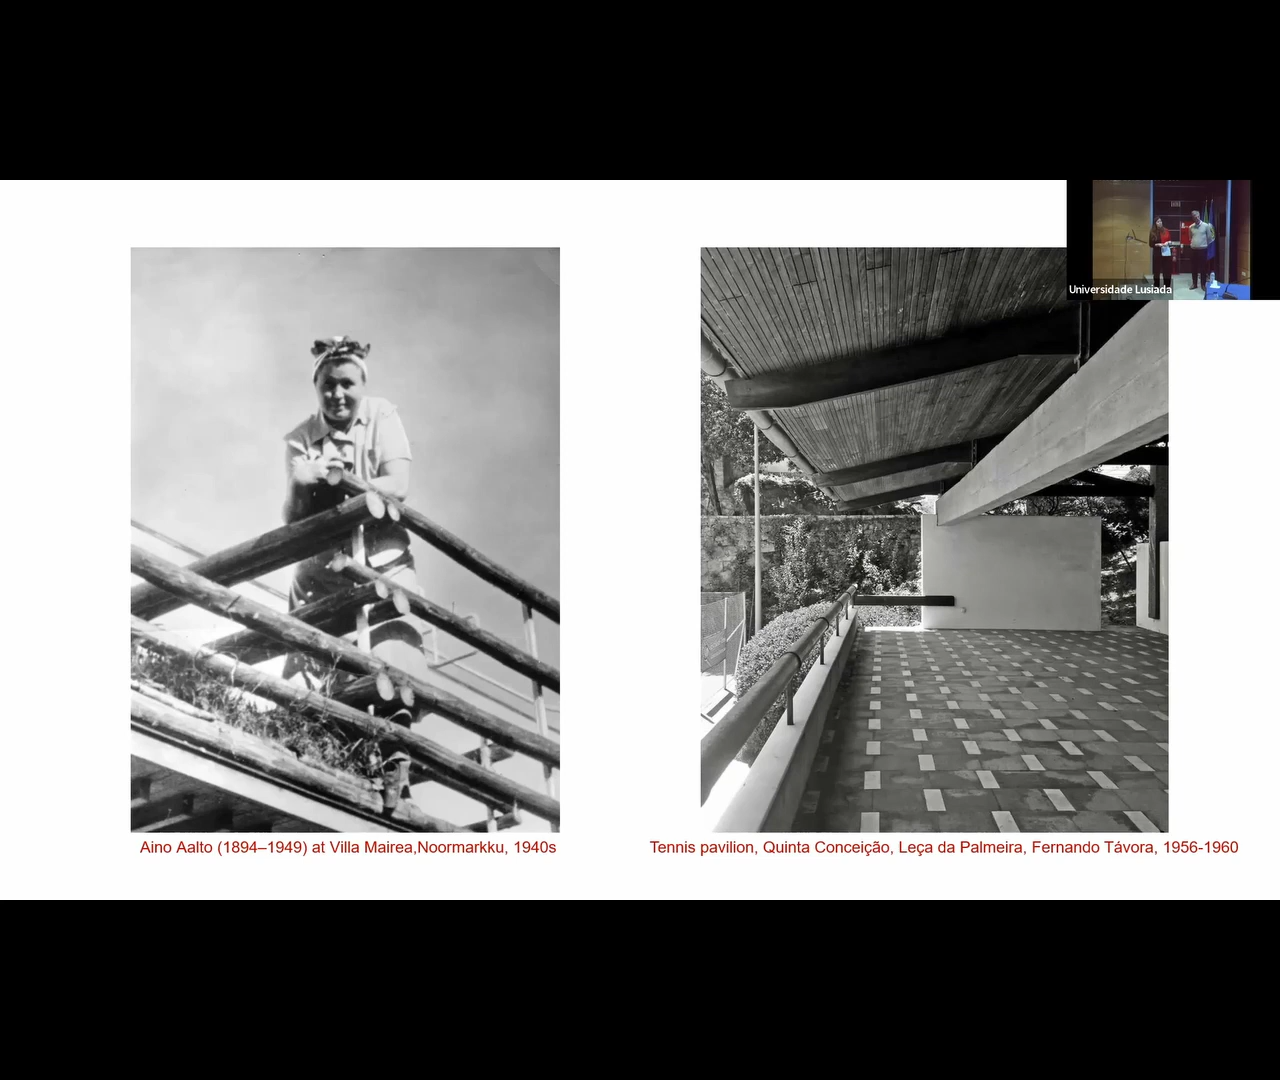 Universidade Lusíada
Aino Aalto (1894–1949) at Villa Mairea,Noormarkku, 1940s
Tennis pavilion, Quinta Conceição, Leça da Palmeira, Fernando Távora, 1956-1960